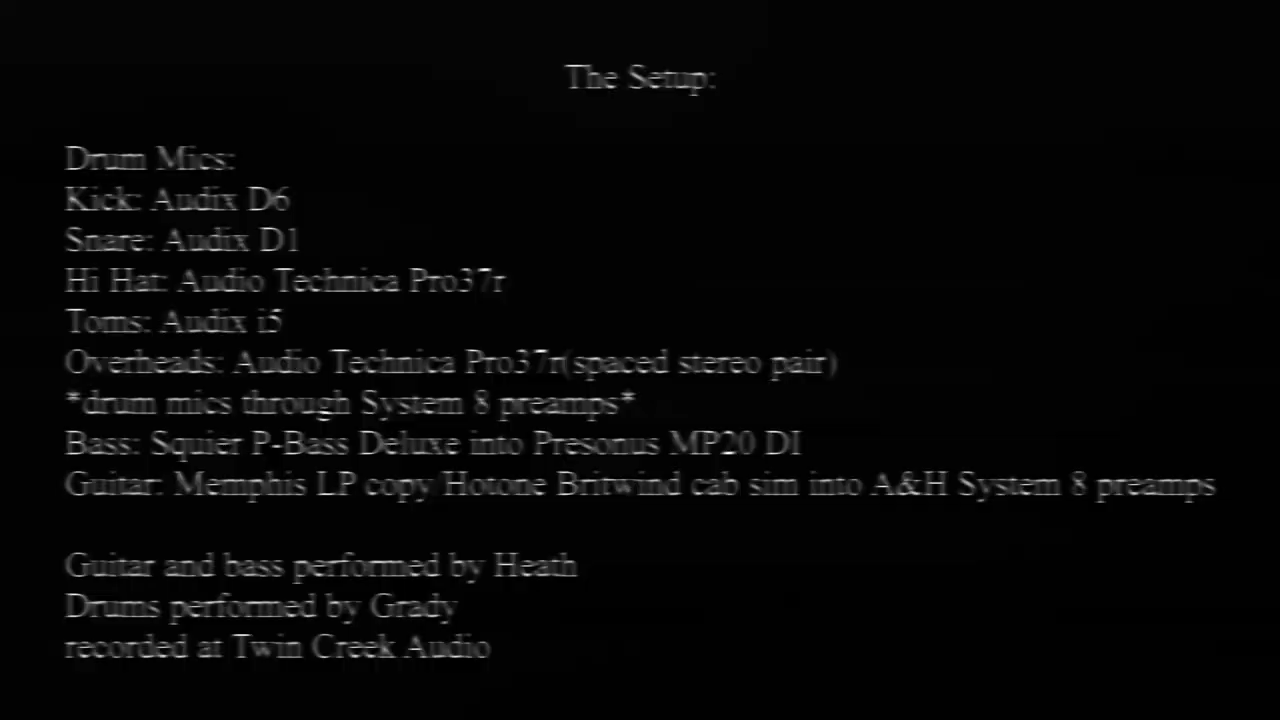 The Setup:
Drum Mics:
Kick: Audix D6
Snare: Audix D1
Hi Hat: Audio Technica Pro37r
Toms: Audix i5
Overheads: Audio Technica Pro37r(spaced stereo pair)
*drum mics through System 8 preamps*
Bass: Squier P-Bass Deluxe into Presonus MP20 DI
Guitar: Memphis LP copy/Hotone Britwind cab sim into A&H System 8 preamps
Guitar and bass performed by Heath
Drums performed by Grady
recorded at Twin Creek Audio